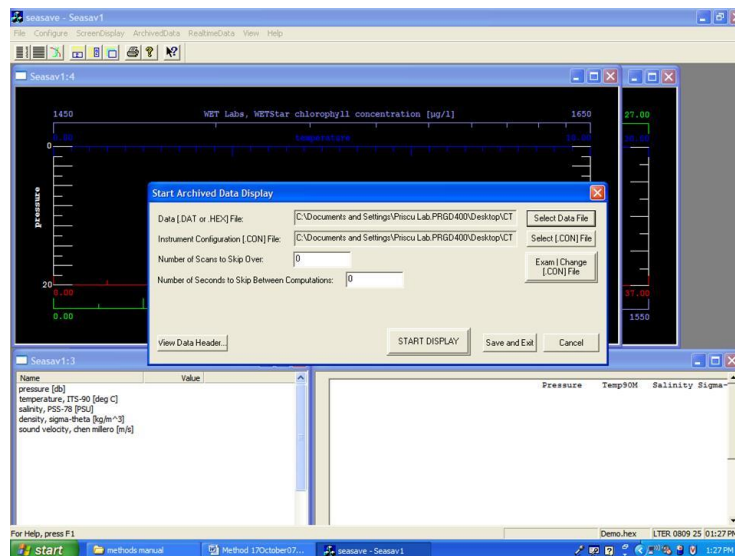 seasave - Seasav1
File Configure ScreenDisplay ArchivedData RealtimeData View Help
Seasav1:4
1450 WET Labs, WETStar chlorophyll concentration [ug/l] 1650 27.00
0.00 temperature
0
pressure
20
0.00 37.00
0.00 1550
Start Archived Data Display
Data [.DAT or .HEX] File: C:\Documents and Settings\Priscu Lab.PRGD400\Desktop\CT Select Data File
Instrument Configuration [.CON] File: C:\Documents and Settings\Priscu Lab.PRGD400\Desktop\CT Select [.CON] File
Number of Scans to Skip Over: 0 Exam | Change
[.CON] File
Number of Seconds to Skip Between Computations: 0
View Data Header... START DISPLAY Save and Exit Cancel
Seasav1:3
Name Value
pressure [db]
temperature, ITS-90 [deg C]
salinity, PSS-78 [PSU]
density, sigma-theta [kg/m^3]
sound velocity, chen millero [m/s]
Pressure Temp90M Salinity Sigma-
For Help, press F1 Demo.hex LTER 0809 25 01:27 PM
start methods manual Method 17October07... seasave - Seasav1 1:27 PM